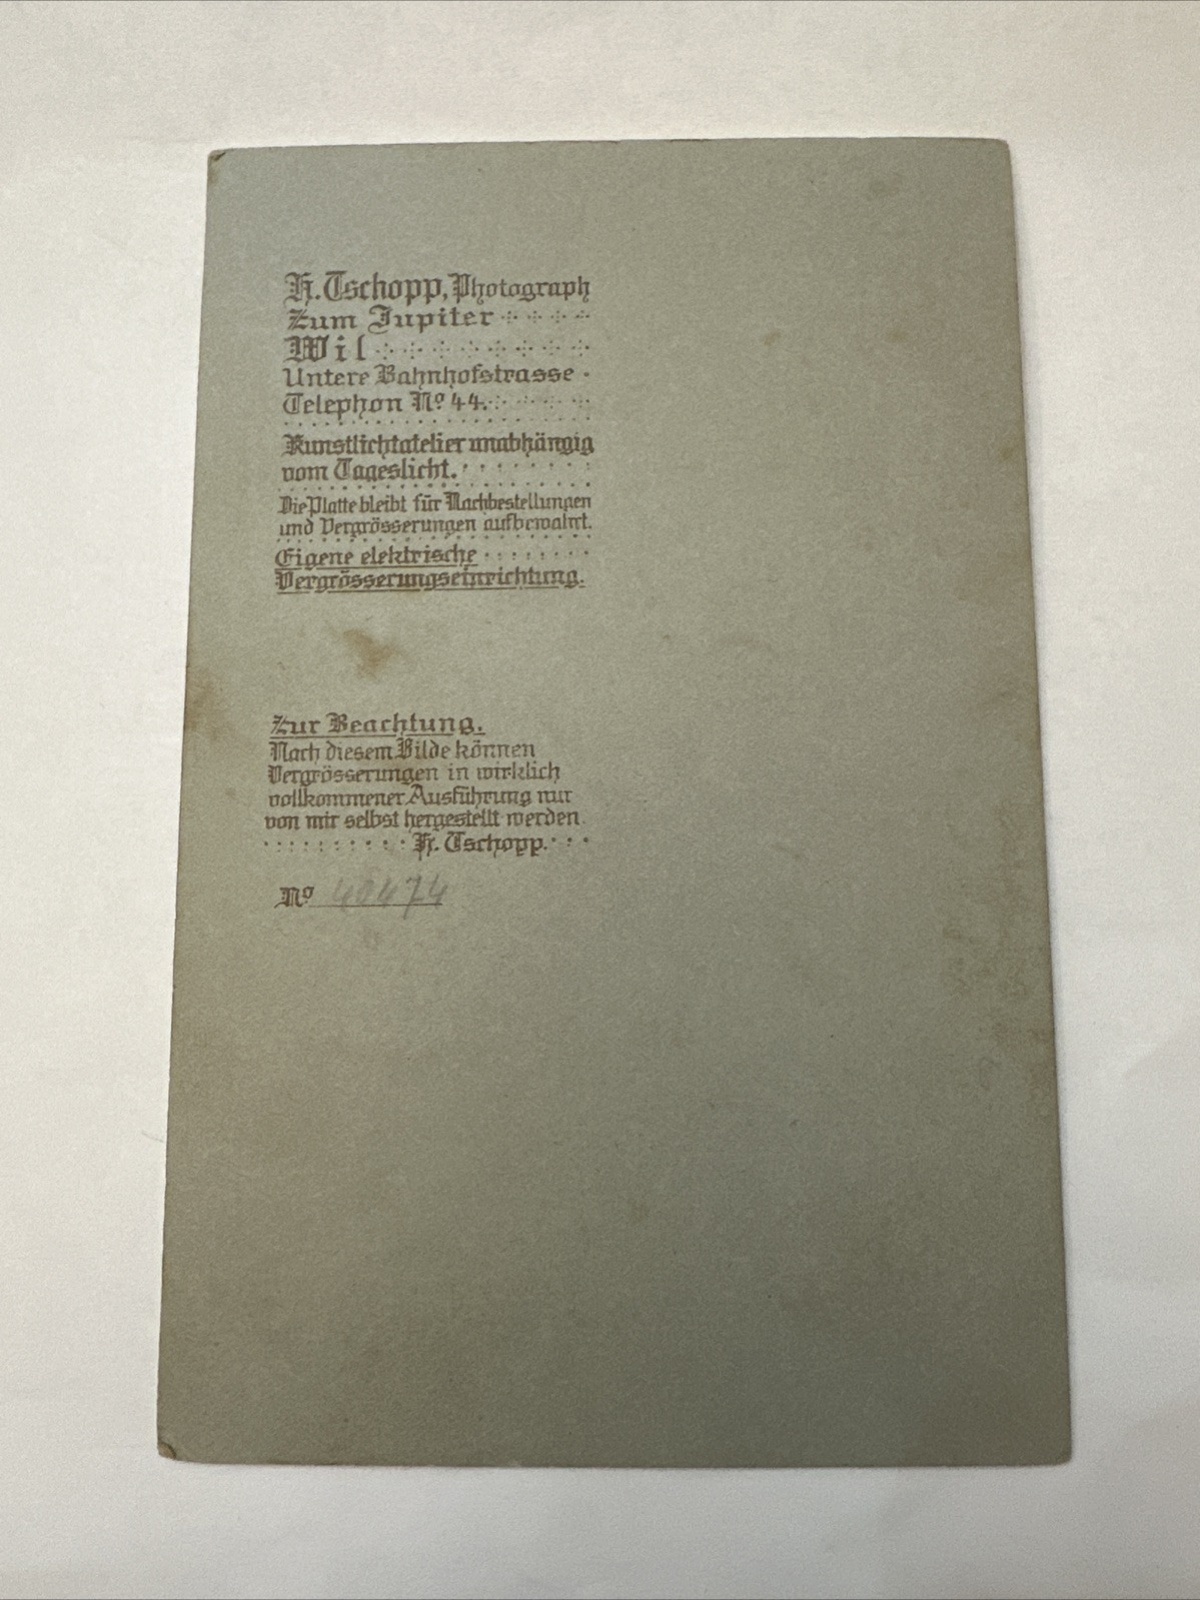 H. Tschopp, Photograph
Zum Jupiter
Wil
Untere Bahnhofstrasse
Telephon No 44.
Kunstlichtatelier unabhängig
vom Tageslicht.
Die Platte bleibt für Nachbestellungen
und Vergrösserungen aufbewahrt.
Eigene elektrische
Vergrösserungseinrichtung.
Zur Beachtung.
Nach diesem Bilde können
Vergrösserungen in wirklich
vollkommener Ausführung nur
von mir selbst hergestellt werden.
H. Tschopp.
No 40474